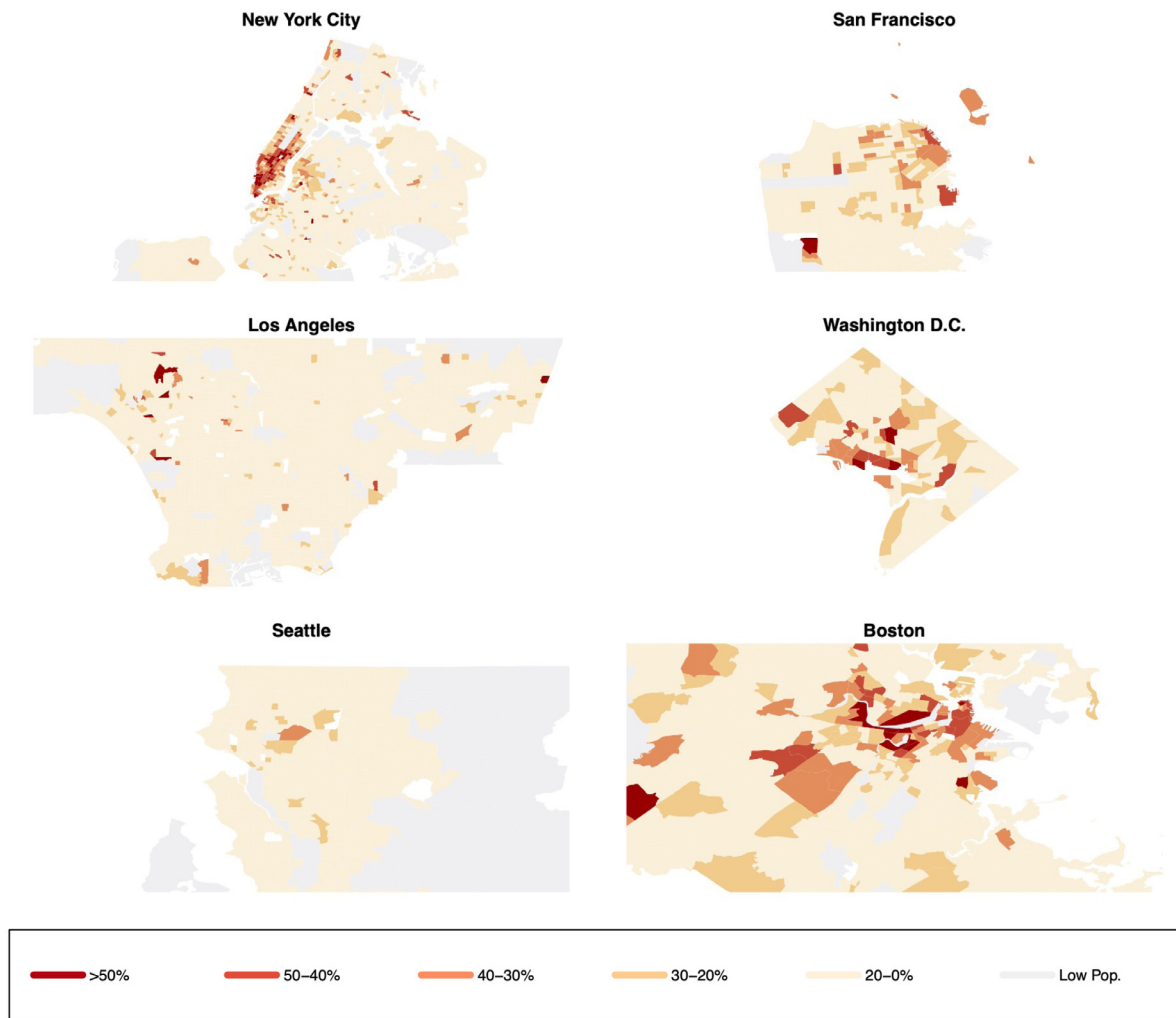 New York City
San Francisco
Los Angeles
Washington D.C.
Seattle
Boston
>50%
50–40%
40–30%
30–20%
20–0%
Low Pop.